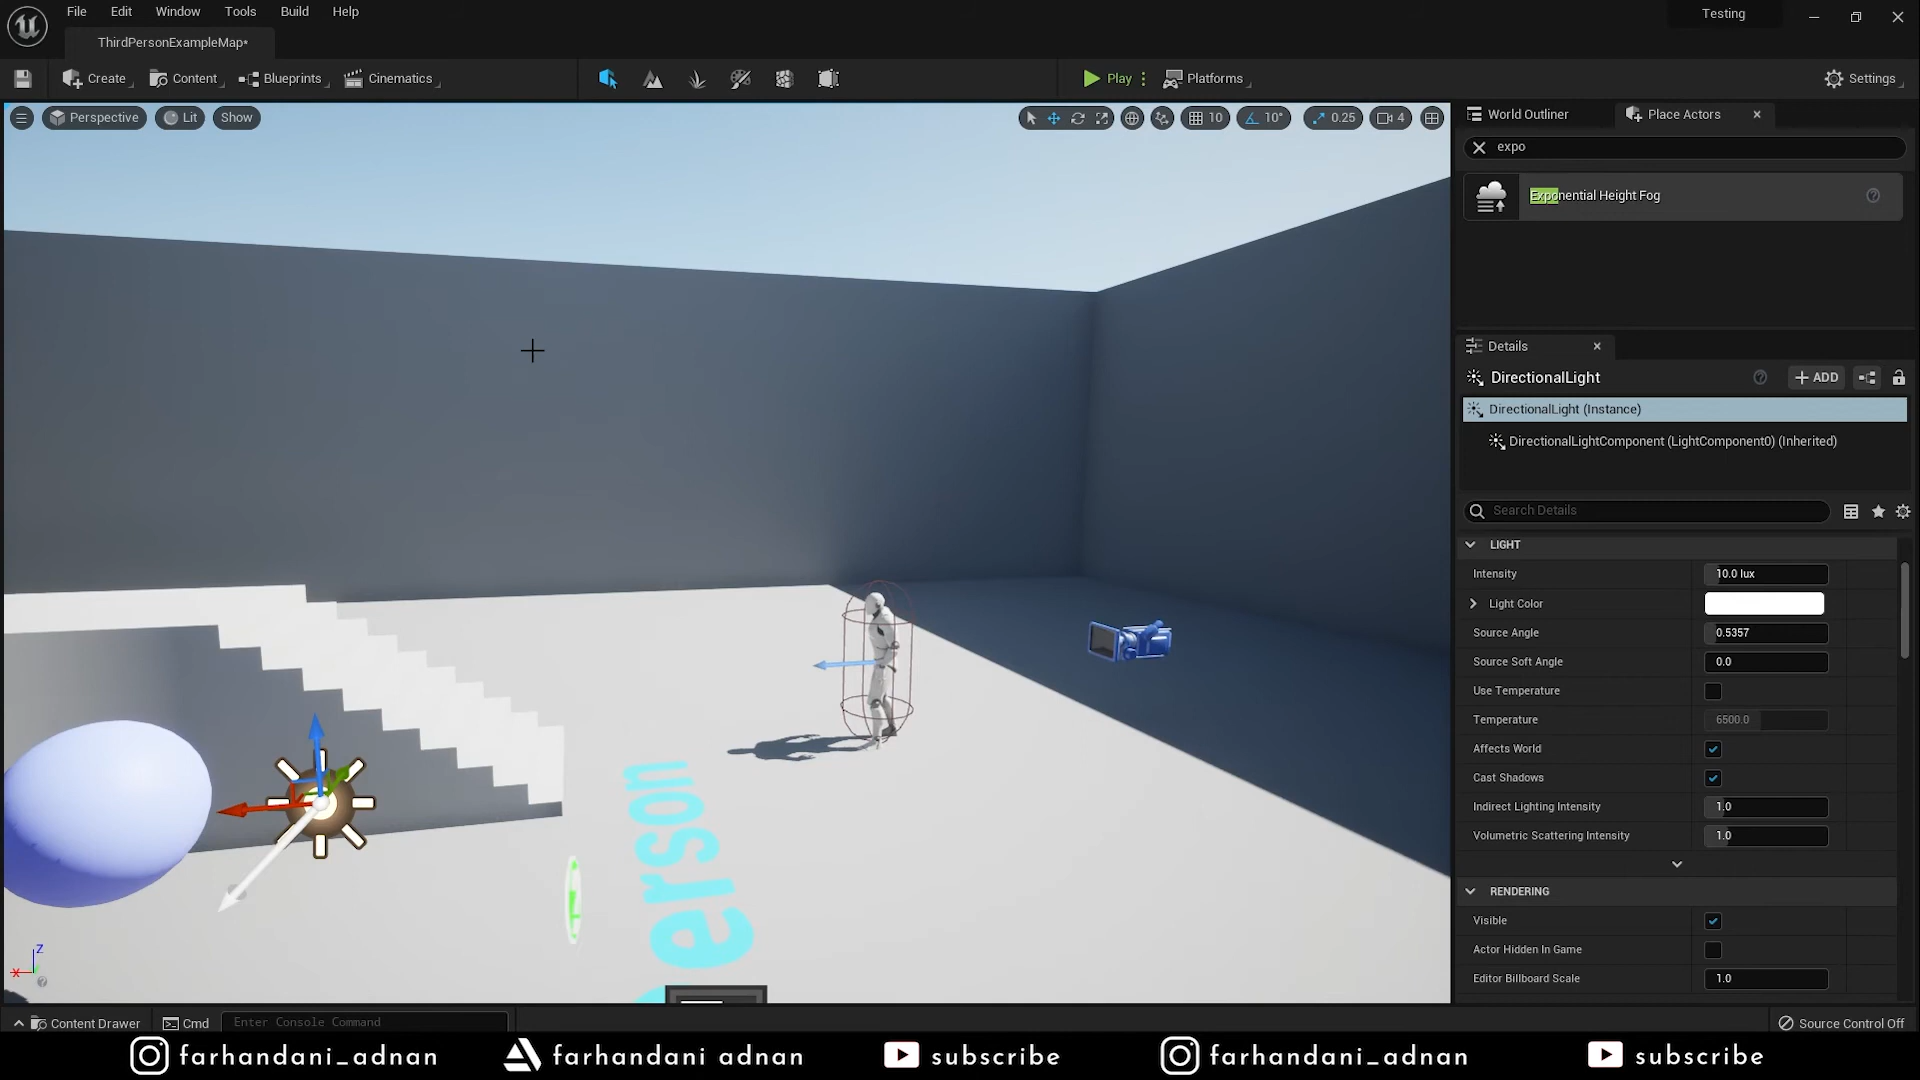 File Edit Window Tools Build Help
Testing
ThirdPersonExampleMap*
Create Content Blueprints Cinematics
Play Platforms
Settings
Perspective Lit Show
10 10° 0.25 4
World Outliner
Place Actors
expo
Exponential Height Fog
Details
DirectionalLight
ADD
DirectionalLight (Instance)
DirectionalLightComponent (LightComponent0) (Inherited)
Search Details
LIGHT
Intensity 10.0 lux
Light Color
Source Angle 0.5357
Source Soft Angle 0.0
Use Temperature
Temperature 6500.0
Affects World
Cast Shadows
Indirect Lighting Intensity 1.0
Volumetric Scattering Intensity 1.0
RENDERING
Visible
Actor Hidden In Game
Editor Billboard Scale 1.0
erson
Z
X
Content Drawer Cmd Enter Console Command
Source Control Off
farhandani_adnan farhandani adnan subscribe farhandani_adnan subscribe